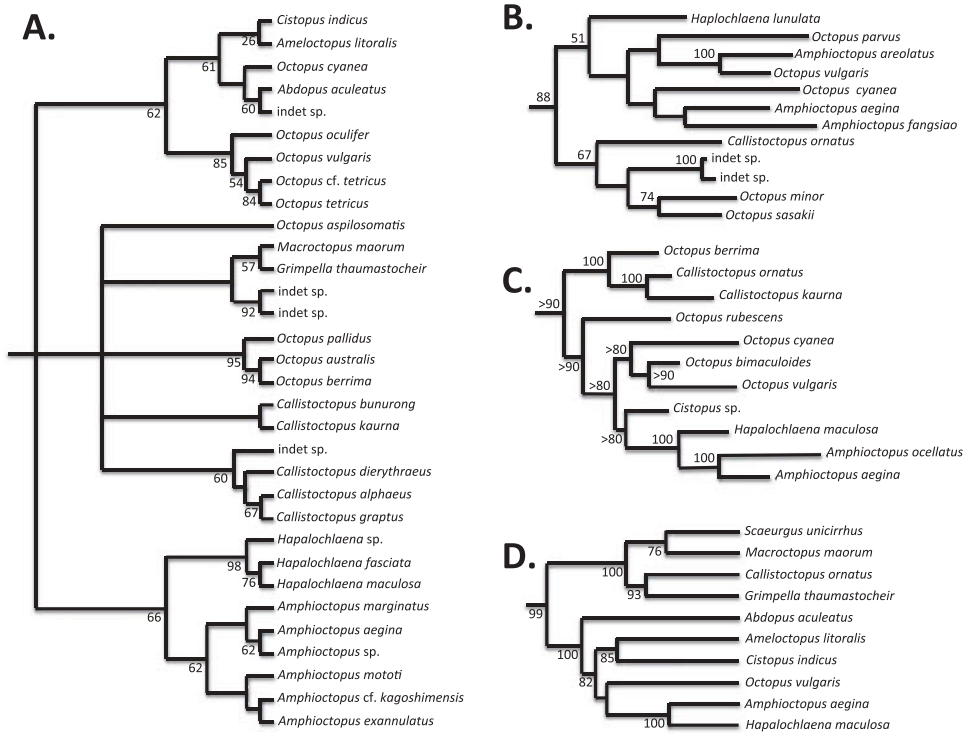 A.
Cistopus indicus
26
Ameloctopus litoralis
61
Octopus cyanea
Abdopus aculeatus
60
indet sp.
62
Octopus oculifer
85
Octopus vulgaris
54
Octopus cf. tetricus
84
Octopus tetricus
Octopus aspilosomatis
Macroctopus maorum
57
Grimpella thaumastocheir
indet sp.
92
indet sp.
Octopus pallidus
95
Octopus australis
94
Octopus berrima
Callistoctopus bunurong
Callistoctopus kaurna
indet sp.
60
Callistoctopus dierythraeus
Callistoctopus alphaeus
67
Callistoctopus graptus
Hapalochlaena sp.
98
Hapalochlaena fasciata
76
Hapalochlaena maculosa
66
Amphioctopus marginatus
Amphioctopus aegina
62
Amphioctopus sp.
62
Amphioctopus mototi
Amphioctopus cf. kagoshimensis
Amphioctopus exannulatus
B.
Haplochlaena lunulata
51
Octopus parvus
100
Amphioctopus areolatus
Octopus vulgaris
88
Octopus cyanea
Amphioctopus aegina
Amphioctopus fangsiao
Callistoctopus ornatus
67
100
indet sp.
indet sp.
74
Octopus minor
Octopus sasakii
C.
Octopus berrima
100
Callistoctopus ornatus
100
Callistoctopus kaurna
>90
Octopus rubescens
>90
Octopus cyanea
>80
Octopus bimaculoides
>90
Octopus vulgaris
>80
Cistopus sp.
>80
Hapalochlaena maculosa
100
Amphioctopus ocellatus
100
Amphioctopus aegina
D.
Scaeurgus unicirrhus
76
Macroctopus maorum
100
Callistoctopus ornatus
93
Grimpella thaumastocheir
99
Abdopus aculeatus
100
Ameloctopus litoralis
85
Cistopus indicus
82
Octopus vulgaris
Amphioctopus aegina
100
Hapalochlaena maculosa